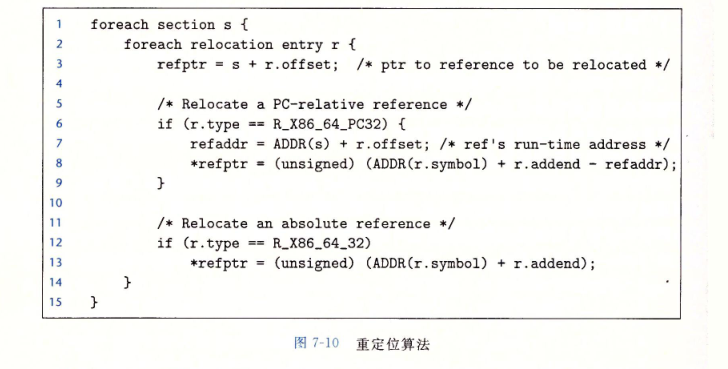 1 foreach section s {
2 foreach relocation entry r {
3 refptr = s + r.offset; /* ptr to reference to be relocated */
4
5 /* Relocate a PC-relative reference */
6 if (r.type == R_X86_64_PC32) {
7 refaddr = ADDR(s) + r.offset; /* ref's run-time address */
8 *refptr = (unsigned) (ADDR(r.symbol) + r.addend - refaddr);
9 }
10
11 /* Relocate an absolute reference */
12 if (r.type == R_X86_64_32)
13 *refptr = (unsigned) (ADDR(r.symbol) + r.addend);
14 }
15 }
图 7-10 重定位算法